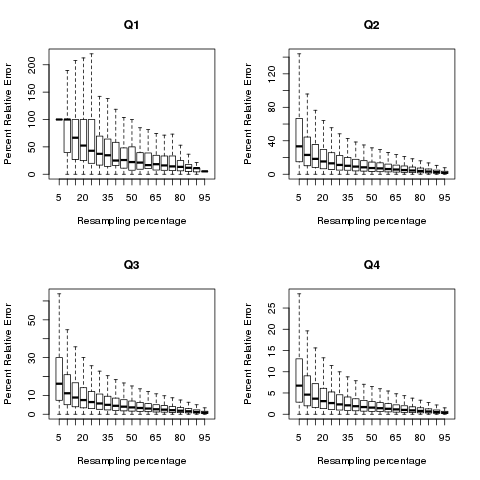 Q1
Percent Relative Error
200
150
100
50
0
5 20 35 50 65 80 95
Resampling percentage
Q2
Percent Relative Error
120
80
40
0
5 20 35 50 65 80 95
Resampling percentage
Q3
Percent Relative Error
50
30
10
0
5 20 35 50 65 80 95
Resampling percentage
Q4
Percent Relative Error
25
20
15
10
5
0
5 20 35 50 65 80 95
Resampling percentage